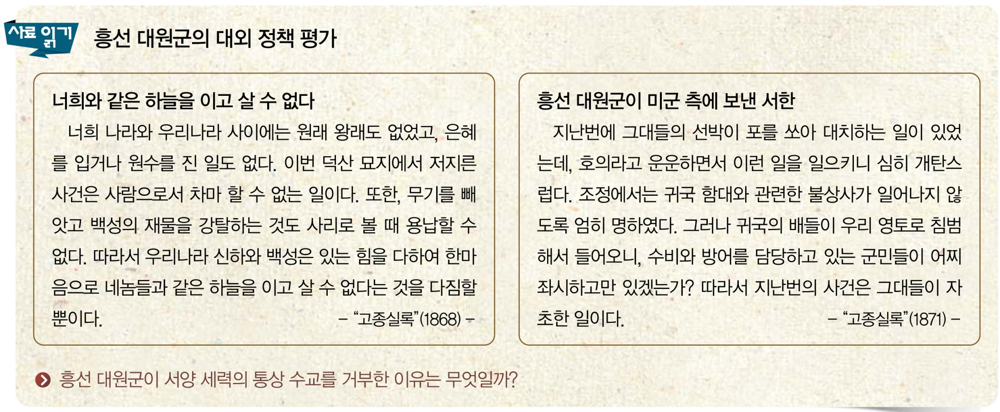 사료 읽기
흥선 대원군의 대외 정책 평가
너희와 같은 하늘을 이고 살 수 없다
너희 나라와 우리나라 사이에는 원래 왕래도 없었고, 은혜
를 입거나 원수를 진 일도 없다. 이번 덕산 묘지에서 저지른
사건은 사람으로서 차마 할 수 없는 일이다. 또한, 무기를 빼
앗고 백성의 재물을 강탈하는 것도 사리로 볼 때 용납할 수
없다. 따라서 우리나라 신하와 백성은 있는 힘을 다하여 한마
음으로 네놈들과 같은 하늘을 이고 살 수 없다는 것을 다짐할
뿐이다. – “고종실록”(1868) –
흥선 대원군이 미군 측에 보낸 서한
지난번에 그대들의 선박이 포를 쏘아 대치하는 일이 있었
는데, 호의라고 운운하면서 이런 일을 일으키니 심히 개탄스
럽다. 조정에서는 귀국 함대와 관련한 불상사가 일어나지 않
도록 엄히 명하였다. 그러나 귀국의 배들이 우리 영토로 침범
해서 들어오니, 수비와 방어를 담당하고 있는 군민들이 어찌
좌시하고만 있겠는가? 따라서 지난번의 사건은 그대들이 자
초한 일이다. – “고종실록”(1871) –
흥선 대원군이 서양 세력의 통상 수교를 거부한 이유는 무엇일까?